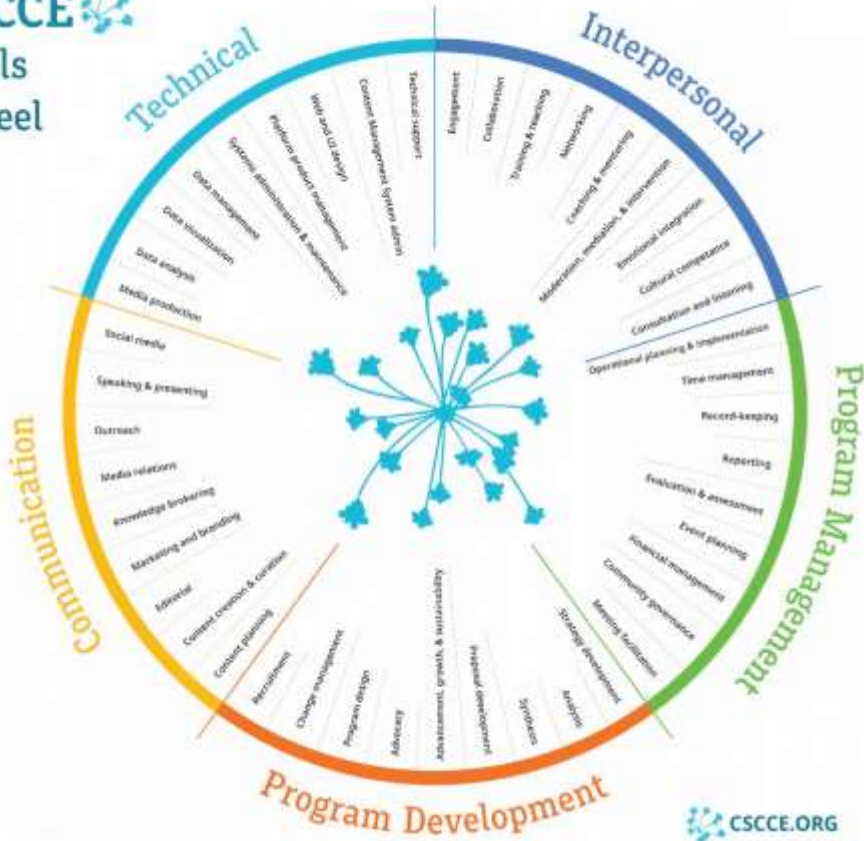 CCE
ls
eel
Technical
Technical support
Content Management System admin
Web and UI design
Platform product management
Systems administration & maintenance
Data management
Data visualization
Data analysis
Media production
Interpersonal
Engagement
Collaboration
Training & teaching
Networking
Coaching & mentoring
Moderation, mediation, & intervention
Emotional integration
Cultural competence
Consultation and listening
Program Management
Operational planning & implementation
Time management
Record-keeping
Reporting
Evaluation & assessment
Event planning
Financial management
Community governance
Meeting facilitation
Program Development
Strategy development
Analysis
Synthesis
Proposal development
Advancement, growth, & sustainability
Advocacy
Program design
Change management
Recruitment
Communication
Content planning
Content creation & curation
Editorial
Marketing and branding
Knowledge brokering
Media relations
Outreach
Speaking & presenting
Social media
CSCCE.ORG